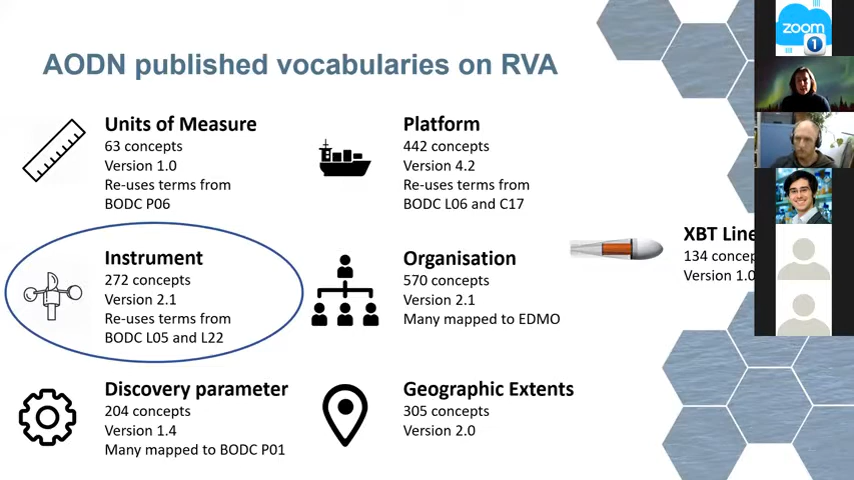 AODN published vocabularies on RVA
Units of Measure
63 concepts
Version 1.0
Re-uses terms from
BODC P06
Platform
442 concepts
Version 4.2
Re-uses terms from
BODC L06 and C17
Instrument
272 concepts
Version 2.1
Re-uses terms from
BODC L05 and L22
Organisation
570 concepts
Version 2.1
Many mapped to EDMO
XBT Line
134 concep
Version 1.0
Discovery parameter
204 concepts
Version 1.4
Many mapped to BODC P01
Geographic Extents
305 concepts
Version 2.0
zoom
1